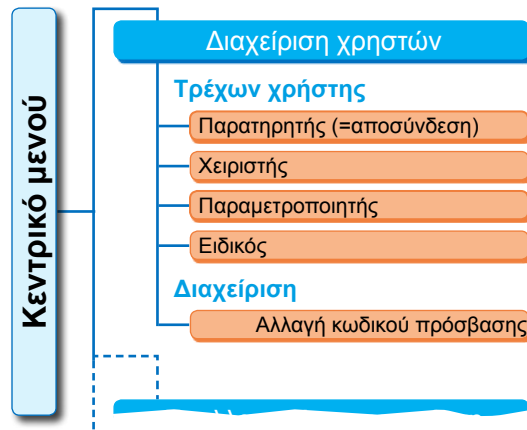 Κεντρικό μενού
Διαχείριση χρηστών
Τρέχων χρήστης
Παρατηρητής (=αποσύνδεση)
Χειριστής
Παραμετροποιητής
Ειδικός
Διαχείριση
Αλλαγή κωδικού πρόσβασης